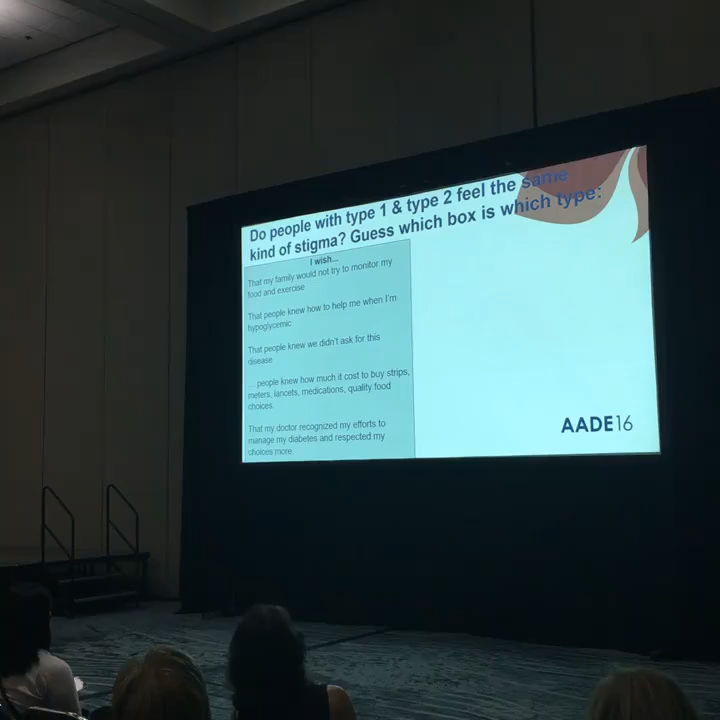 Do people with type 1 & type 2 feel the same
kind of stigma? Guess which box is which type:
I wish...
That my family would not try to monitor my
food and exercise
That people knew how to help me when I'm
hypoglycemic
That people knew we didn't ask for this
disease
... people knew how much it cost to buy strips,
meters, lancets, medications, quality food
choices.
That my doctor recognized my efforts to
manage my diabetes and respected my
choices more
AADE16